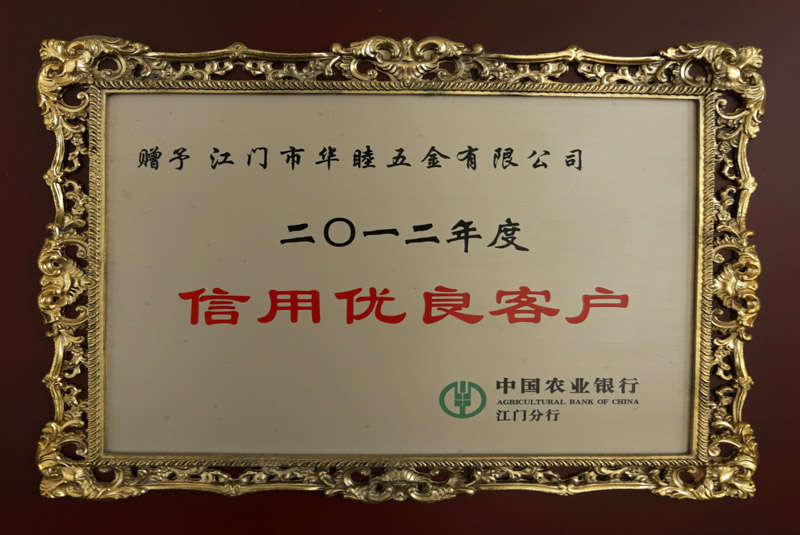 赠予 江门市华睦五金有限公司
二〇一二年度
信用优良客户
中国农业银行
AGRICULTURAL BANK OF CHINA
江门分行